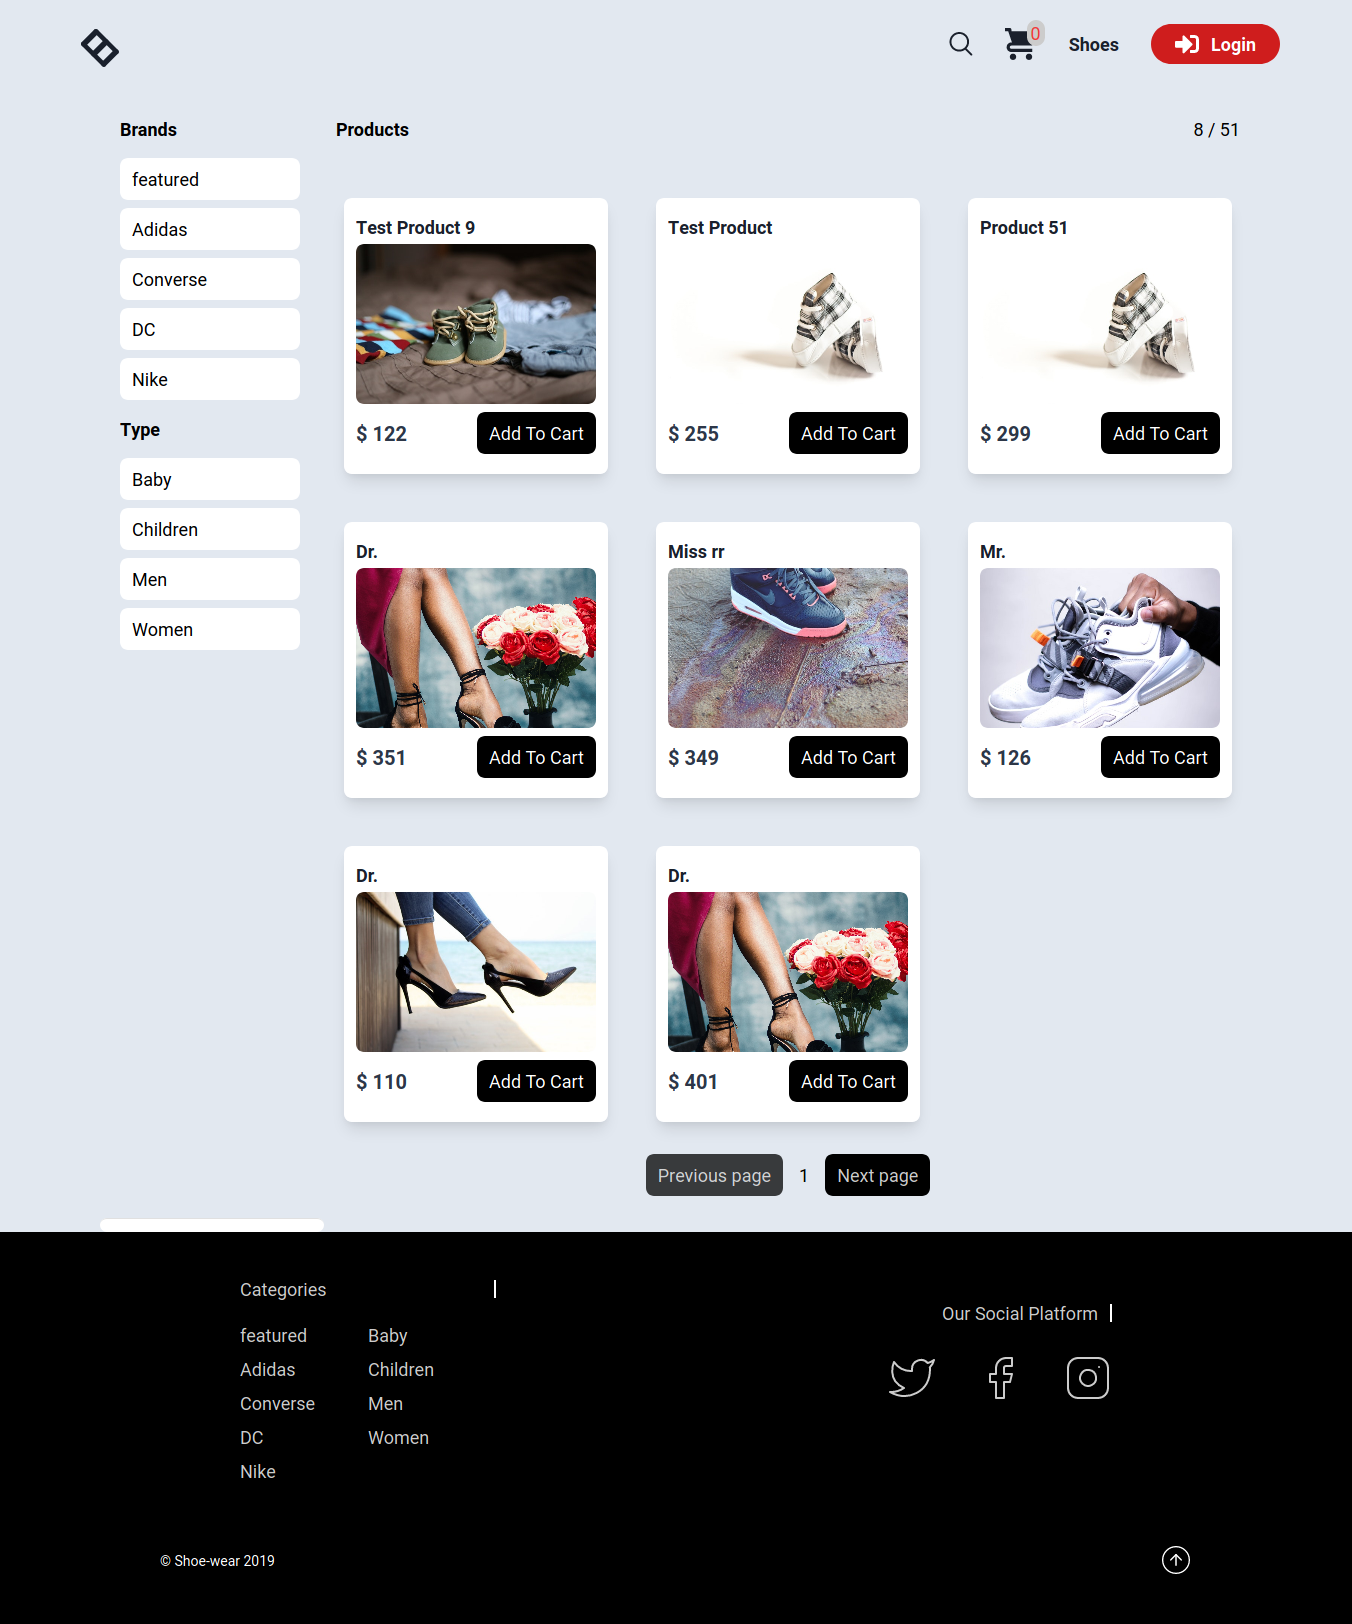 0
Shoes
Login
Brands
featured
Adidas
Converse
DC
Nike
Type
Baby
Children
Men
Women
Products
8 / 51
Test Product 9
$ 122
Add To Cart
Test Product
$ 255
Add To Cart
Product 51
$ 299
Add To Cart
Dr.
$ 351
Add To Cart
Miss rr
$ 349
Add To Cart
Mr.
$ 126
Add To Cart
Dr.
$ 110
Add To Cart
Dr.
$ 401
Add To Cart
Previous page
1
Next page
Categories
featured
Adidas
Converse
DC
Nike
Baby
Children
Men
Women
Our Social Platform
© Shoe-wear 2019